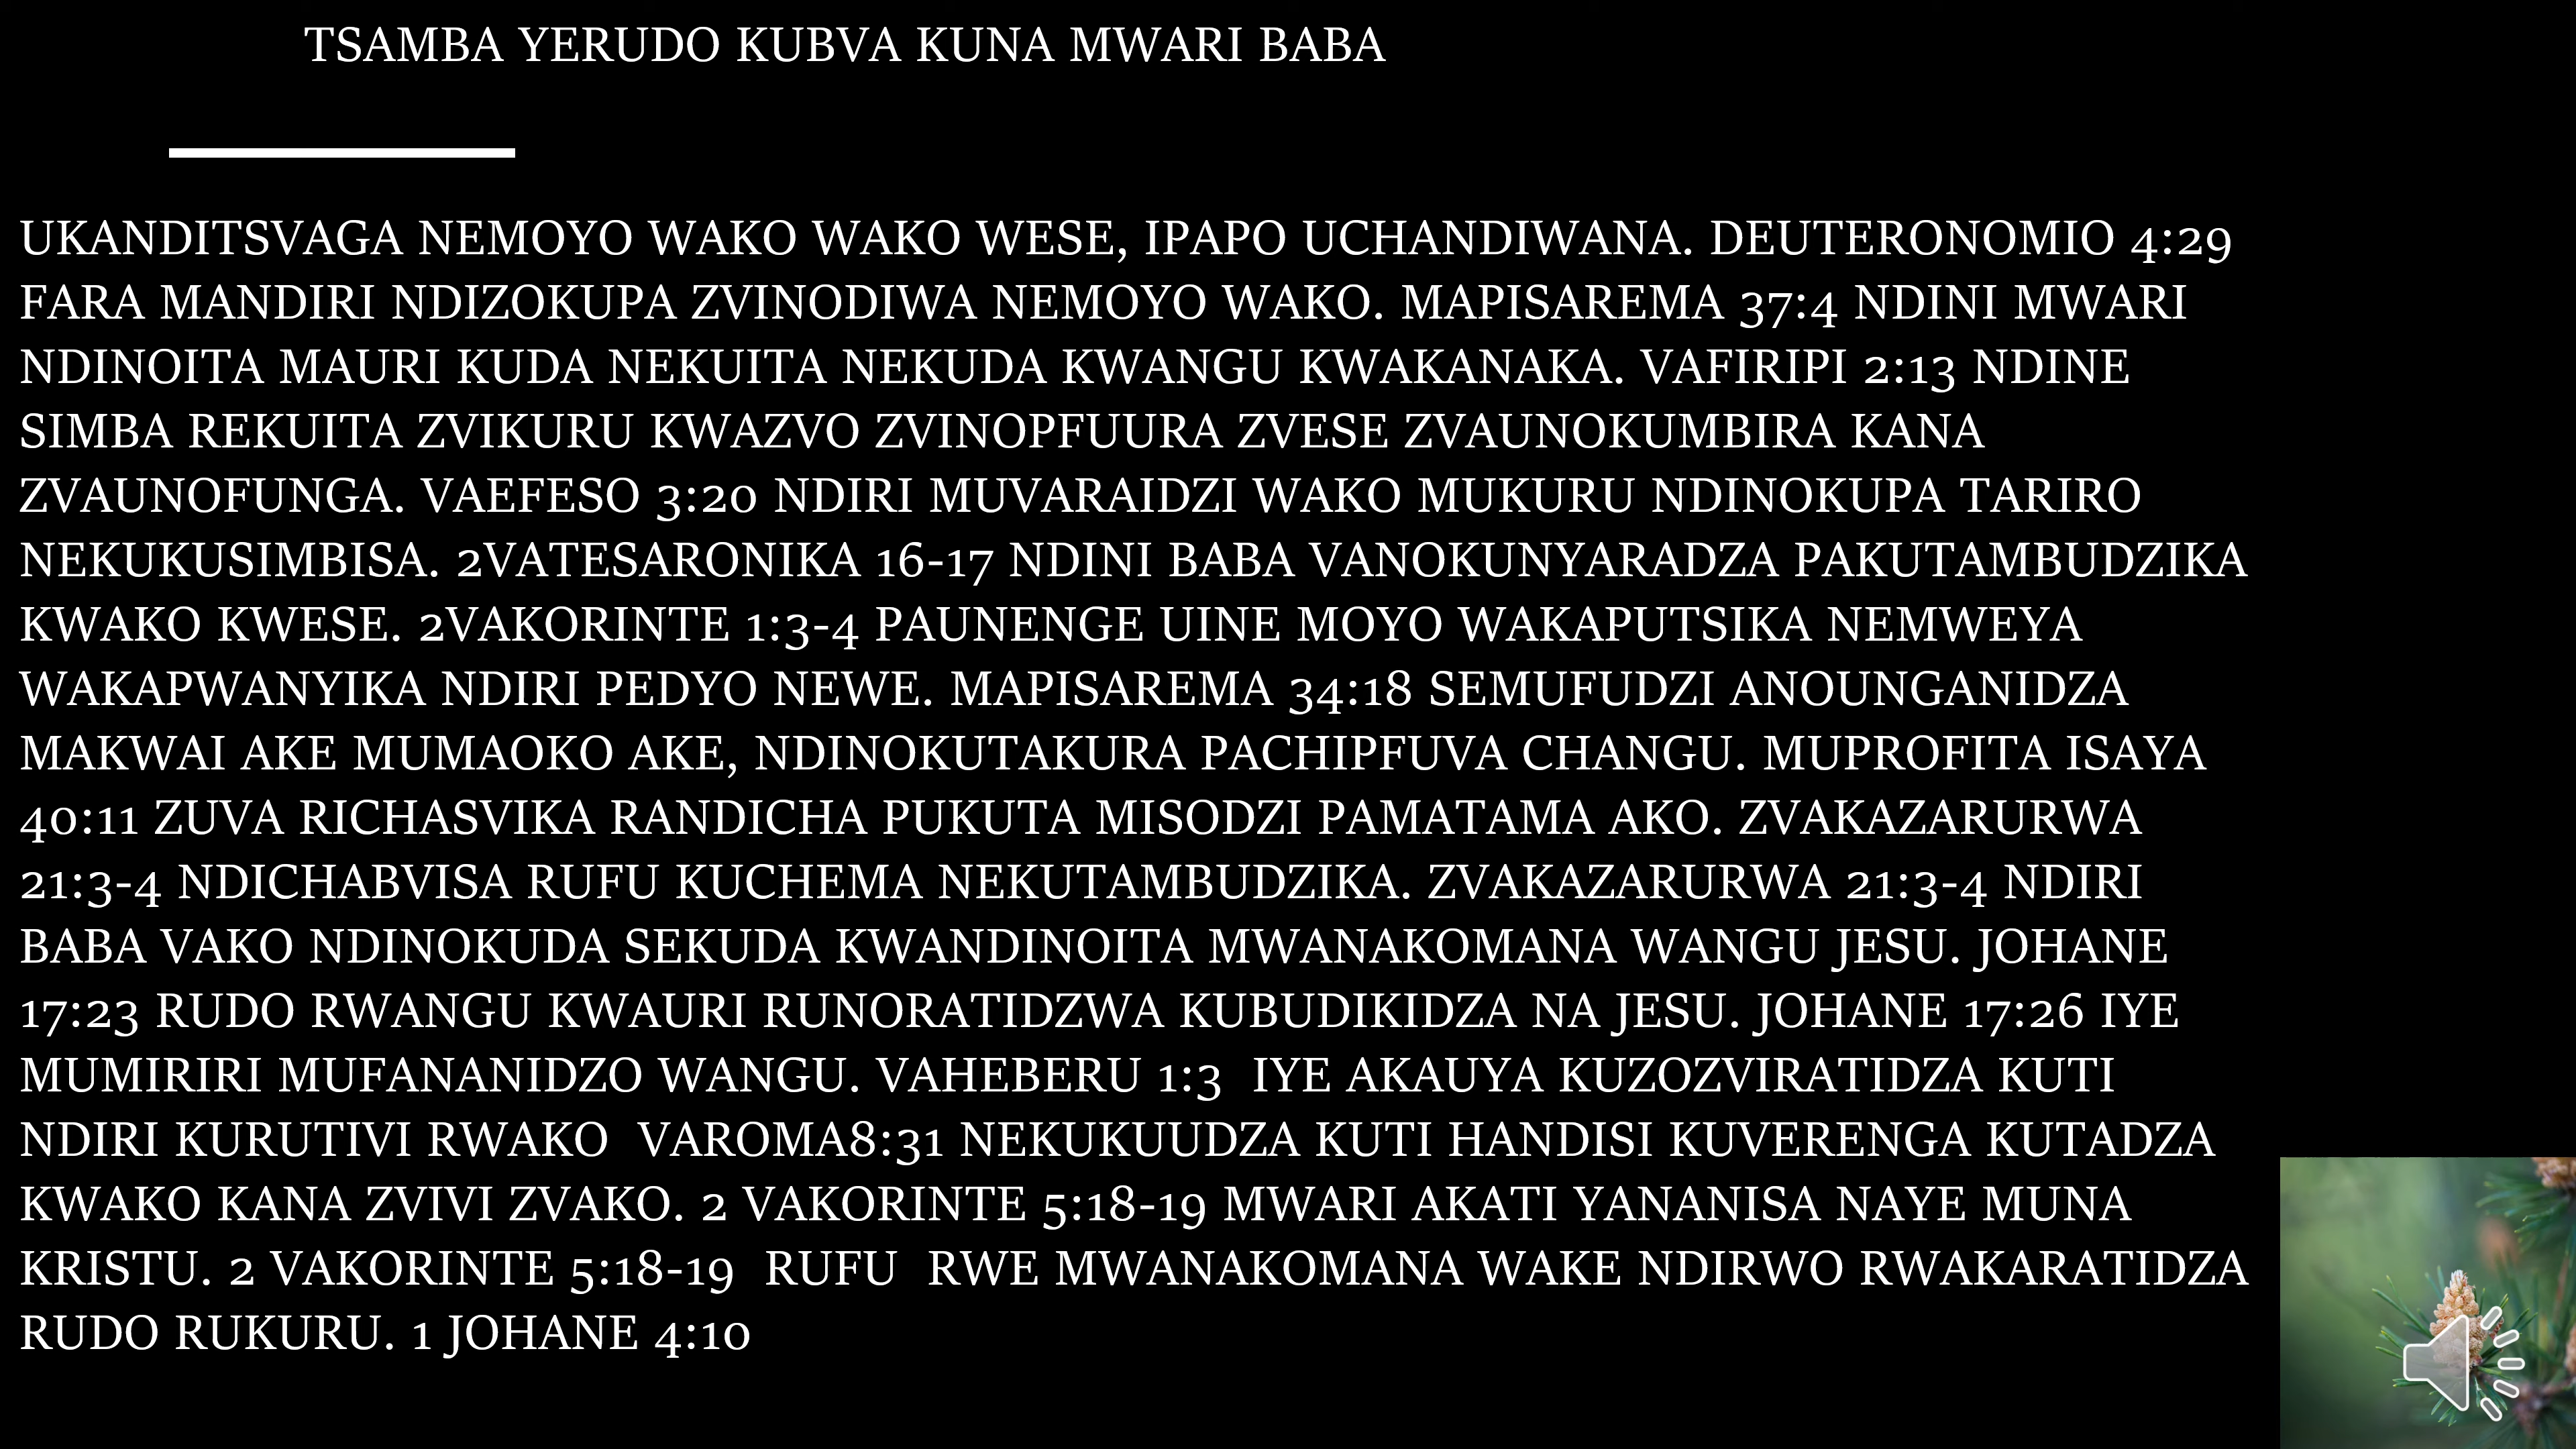 TSAMBA YERUDO KUBVA KUNA MWARI BABA
UKANDITSVAGA NEMOYO WAKO WAKO WESE, IPAPO UCHANDIWANA. DEUTERONOMIO 4:29
FARA MANDIRI NDIZOKUPA ZVINODIWA NEMOYO WAKO. MAPISAREMA 37:4 NDINI MWARI
NDINOITA MAURI KUDA NEKUITA NEKUDA KWANGU KWAKANAKA. VAFIRIPI 2:13 NDINE
SIMBA REKUITA ZVIKURU KWAZVO ZVINOPFUURA ZVESE ZVAUNOKUMBIRA KANA
ZVAUNOFUNGA. VAEFESO 3:20 NDIRI MUVARAIDZI WAKO MUKURU NDINOKUPA TARIRO
NEKUKUSIMBISA. 2VATESARONIKA 16-17 NDINI BABA VANOKUNYARADZA PAKUTAMBUDZIKA
KWAKO KWESE. 2VAKORINTE 1:3-4 PAUNENGE UINE MOYO WAKAPUTSIKA NEMWEYA
WAKAPWANYIKA NDIRI PEDYO NEWE. MAPISAREMA 34:18 SEMUFUDZI ANOUNGANIDZA
MAKWAI AKE MUMAOKO AKE, NDINOKUTAKURA PACHIPFUVA CHANGU. MUPROFITA ISAYA
40:11 ZUVA RICHASVIKA RANDICHA PUKUTA MISODZI PAMATAMA AKO. ZVAKAZARURWA
21:3-4 NDICHABVISA RUFU KUCHEMA NEKUTAMBUDZIKA. ZVAKAZARURWA 21:3-4 NDIRI
BABA VAKO NDINOKUDA SEKUDA KWANDINOITA MWANAKOMANA WANGU JESU. JOHANE
17:23 RUDO RWANGU KWAURI RUNORATIDZWA KUBUDIKIDZA NA JESU. JOHANE 17:26 IYE
MUMIRIRI MUFANANIDZO WANGU. VAHEBERU 1:3  IYE AKAUYA KUZOZVIRATIDZA KUTI
NDIRI KURUTIVI RWAKO  VAROMA8:31 NEKUKUUDZA KUTI HANDISI KUVERENGA KUTADZA
KWAKO KANA ZVIVI ZVAKO. 2 VAKORINTE 5:18-19 MWARI AKATI YANANISA NAYE MUNA
KRISTU. 2 VAKORINTE 5:18-19  RUFU  RWE MWANAKOMANA WAKE NDIRWO RWAKARATIDZA
RUDO RUKURU. 1 JOHANE 4:10